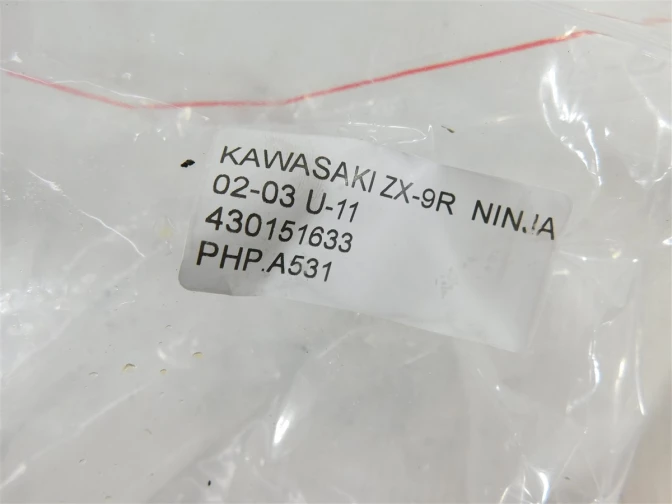 KAWASAKI ZX-9R NINJA
02-03 U-11
430151633
PHP.A531